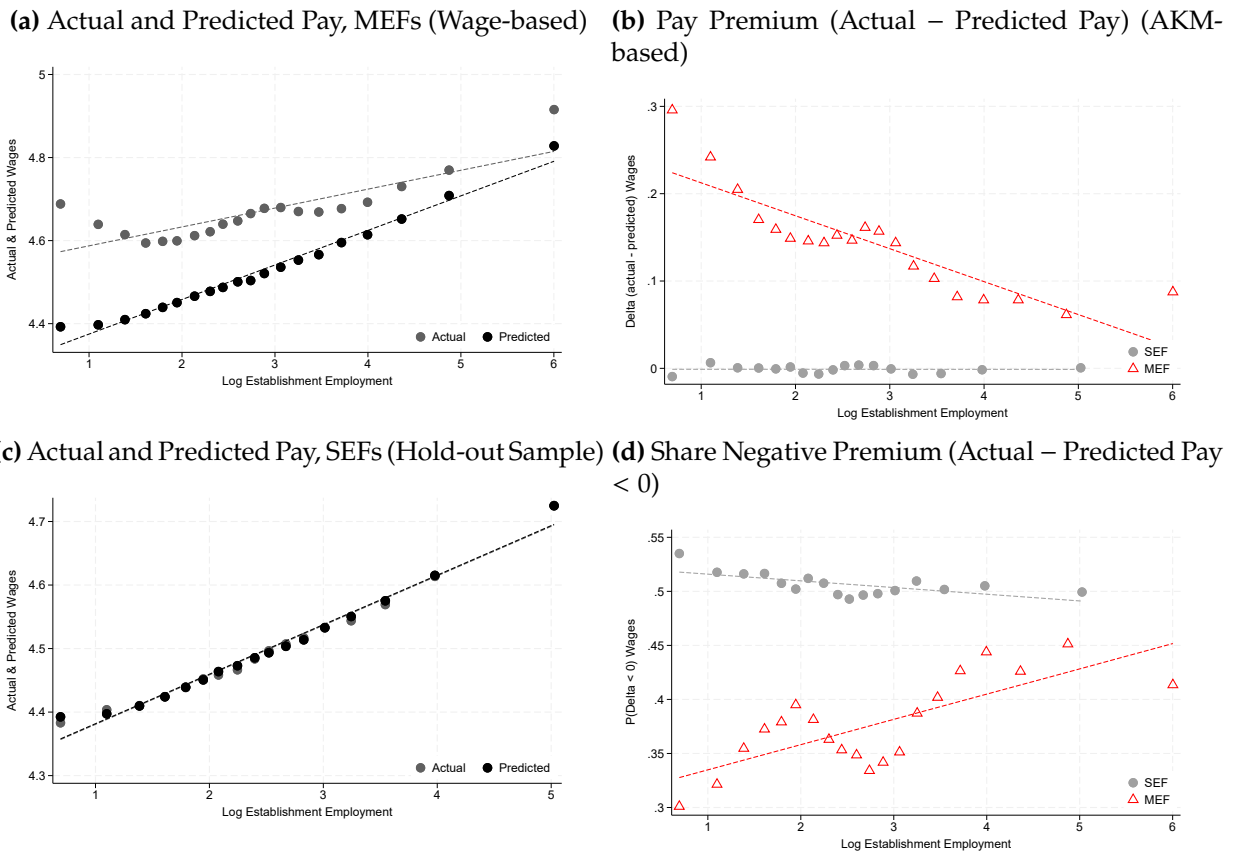 (a) Actual and Predicted Pay, MEFs (Wage-based)
5
4.8
4.6
4.4
Actual & Predicted Wages
1 2 3 4 5 6
Log Establishment Employment
Actual Predicted
(b) Pay Premium (Actual − Predicted Pay) (AKM-
based)
.3
.2
.1
0
Delta (actual - predicted) Wages
1 2 3 4 5 6
Log Establishment Employment
SEF
MEF
c) Actual and Predicted Pay, SEFs (Hold-out Sample)
4.7
4.6
4.5
4.4
4.3
Actual & Predicted Wages
1 2 3 4 5
Log Establishment Employment
Actual Predicted
(d) Share Negative Premium (Actual − Predicted Pay
< 0)
.55
.5
.45
.4
.35
.3
P(Delta < 0) Wages
1 2 3 4 5 6
Log Establishment Employment
SEF
MEF